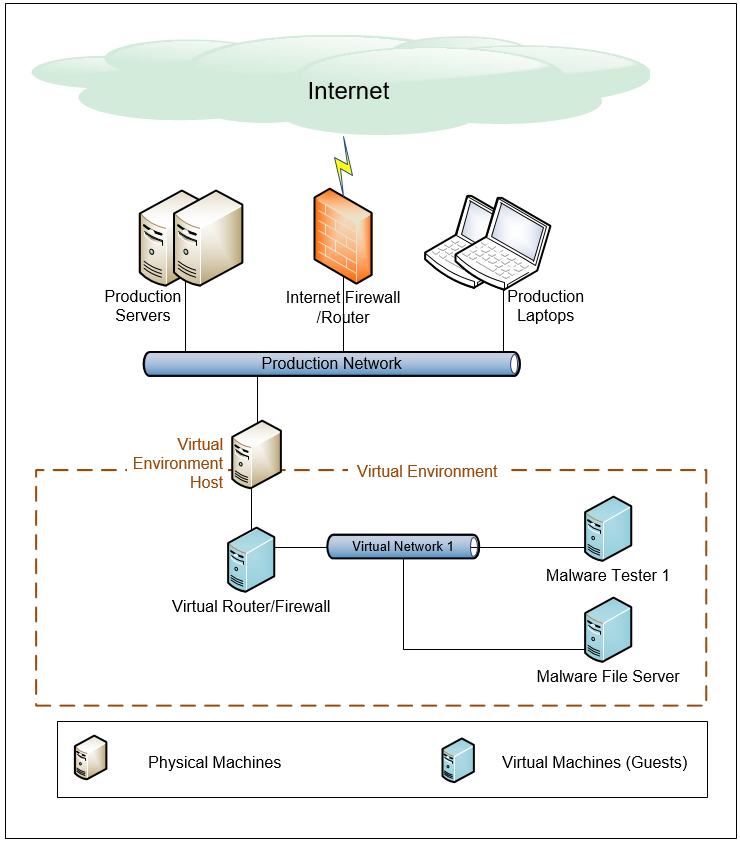 Internet
Production
Servers
Internet Firewall
/Router
Production
Laptops
Production Network
Virtual
Environment
Host
Virtual Environment
Virtual Network 1
Malware Tester 1
Virtual Router/Firewall
Malware File Server
Physical Machines
Virtual Machines (Guests)